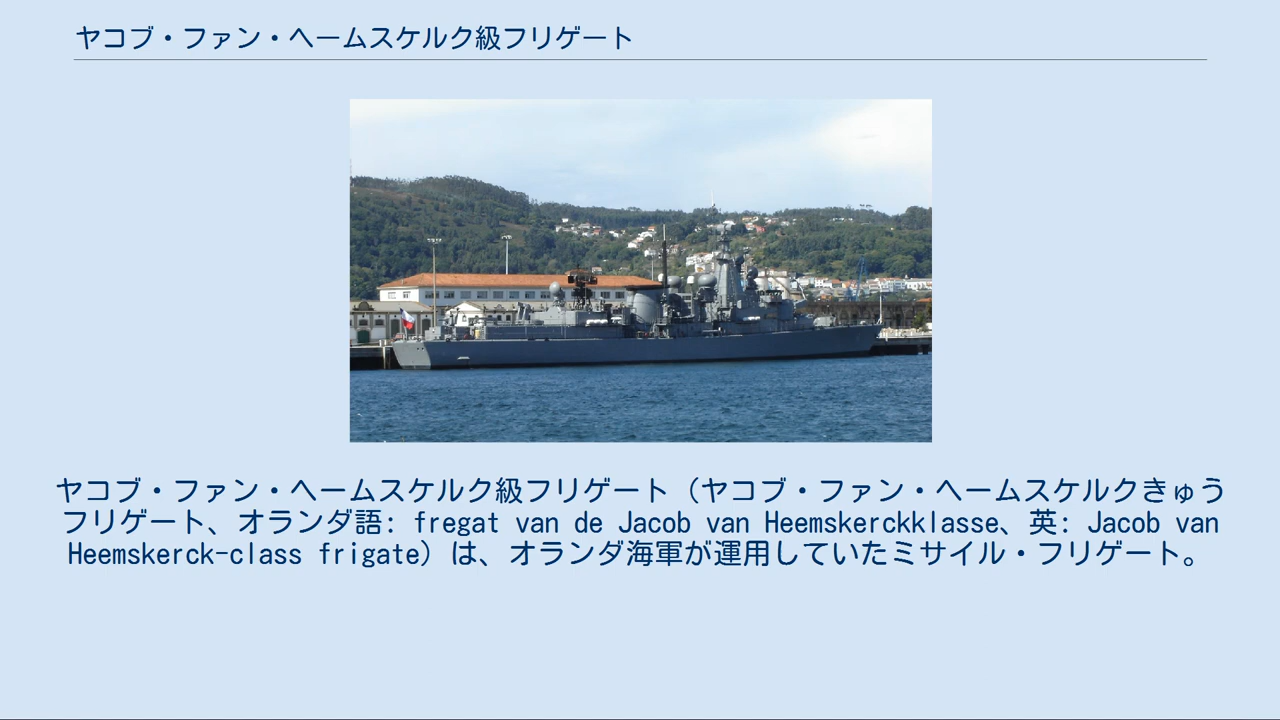 ヤコブ・ファン・ヘームスケルク級フリゲート
ヤコブ・ファン・ヘームスケルク級フリゲート（ヤコブ・ファン・ヘームスケルクきゅう
フリゲート、オランダ語: fregat van de Jacob van Heemskerckklasse、英: Jacob van
Heemskerck-class frigate）は、オランダ海軍が運用していたミサイル・フリゲート。